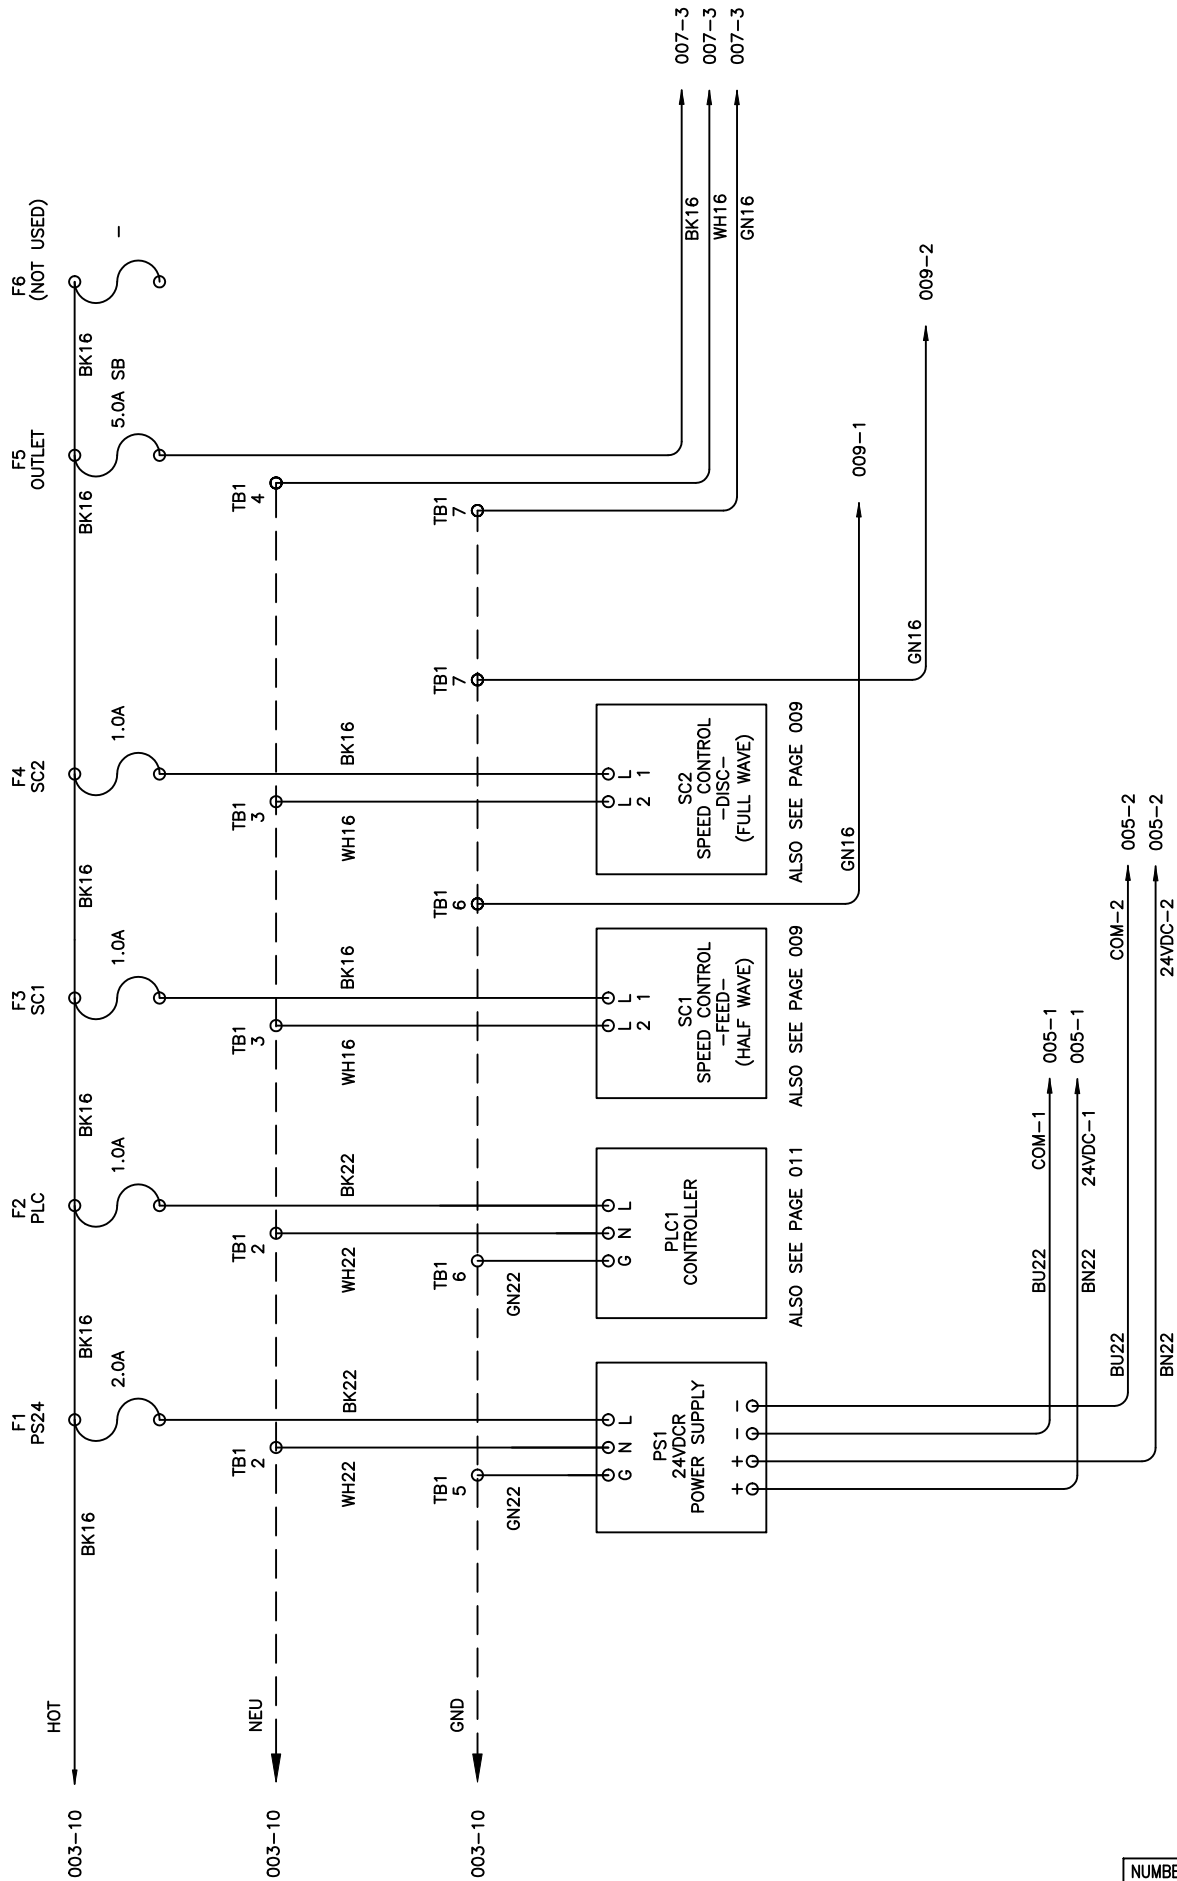 003-10
HOT
BK16
F1
PS24
2.0A
BK16
F2
PLC
1.0A
BK16
F3
SC1
1.0A
BK16
F4
SC2
1.0A
BK16
F5
OUTLET
5.0A SB
BK16
F6
(NOT USED)
-
003-10
NEU
TB1
2
WH22
BK22
TB1
2
WH22
BK22
TB1
3
WH16
BK16
TB1
3
WH16
BK16
TB1
4
003-10
GND
TB1
5
GN22
TB1
6
GN22
TB1
6
TB1
7
TB1
7
G N L
PS1
24VDCR
POWER SUPPLY
+ + - -
G N L
PLC1
CONTROLLER
ALSO SEE PAGE 011
L L
2 1
SC1
SPEED CONTROL
-FEED-
(HALF WAVE)
ALSO SEE PAGE 009
L L
2 1
SC2
SPEED CONTROL
-DISC-
(FULL WAVE)
ALSO SEE PAGE 009
BK16
007-3
WH16
007-3
GN16
007-3
GN16
009-1
GN16
009-2
BU22
COM-1
005-1
BN22
24VDC-1
005-1
BU22
COM-2
005-2
BN22
24VDC-2
005-2